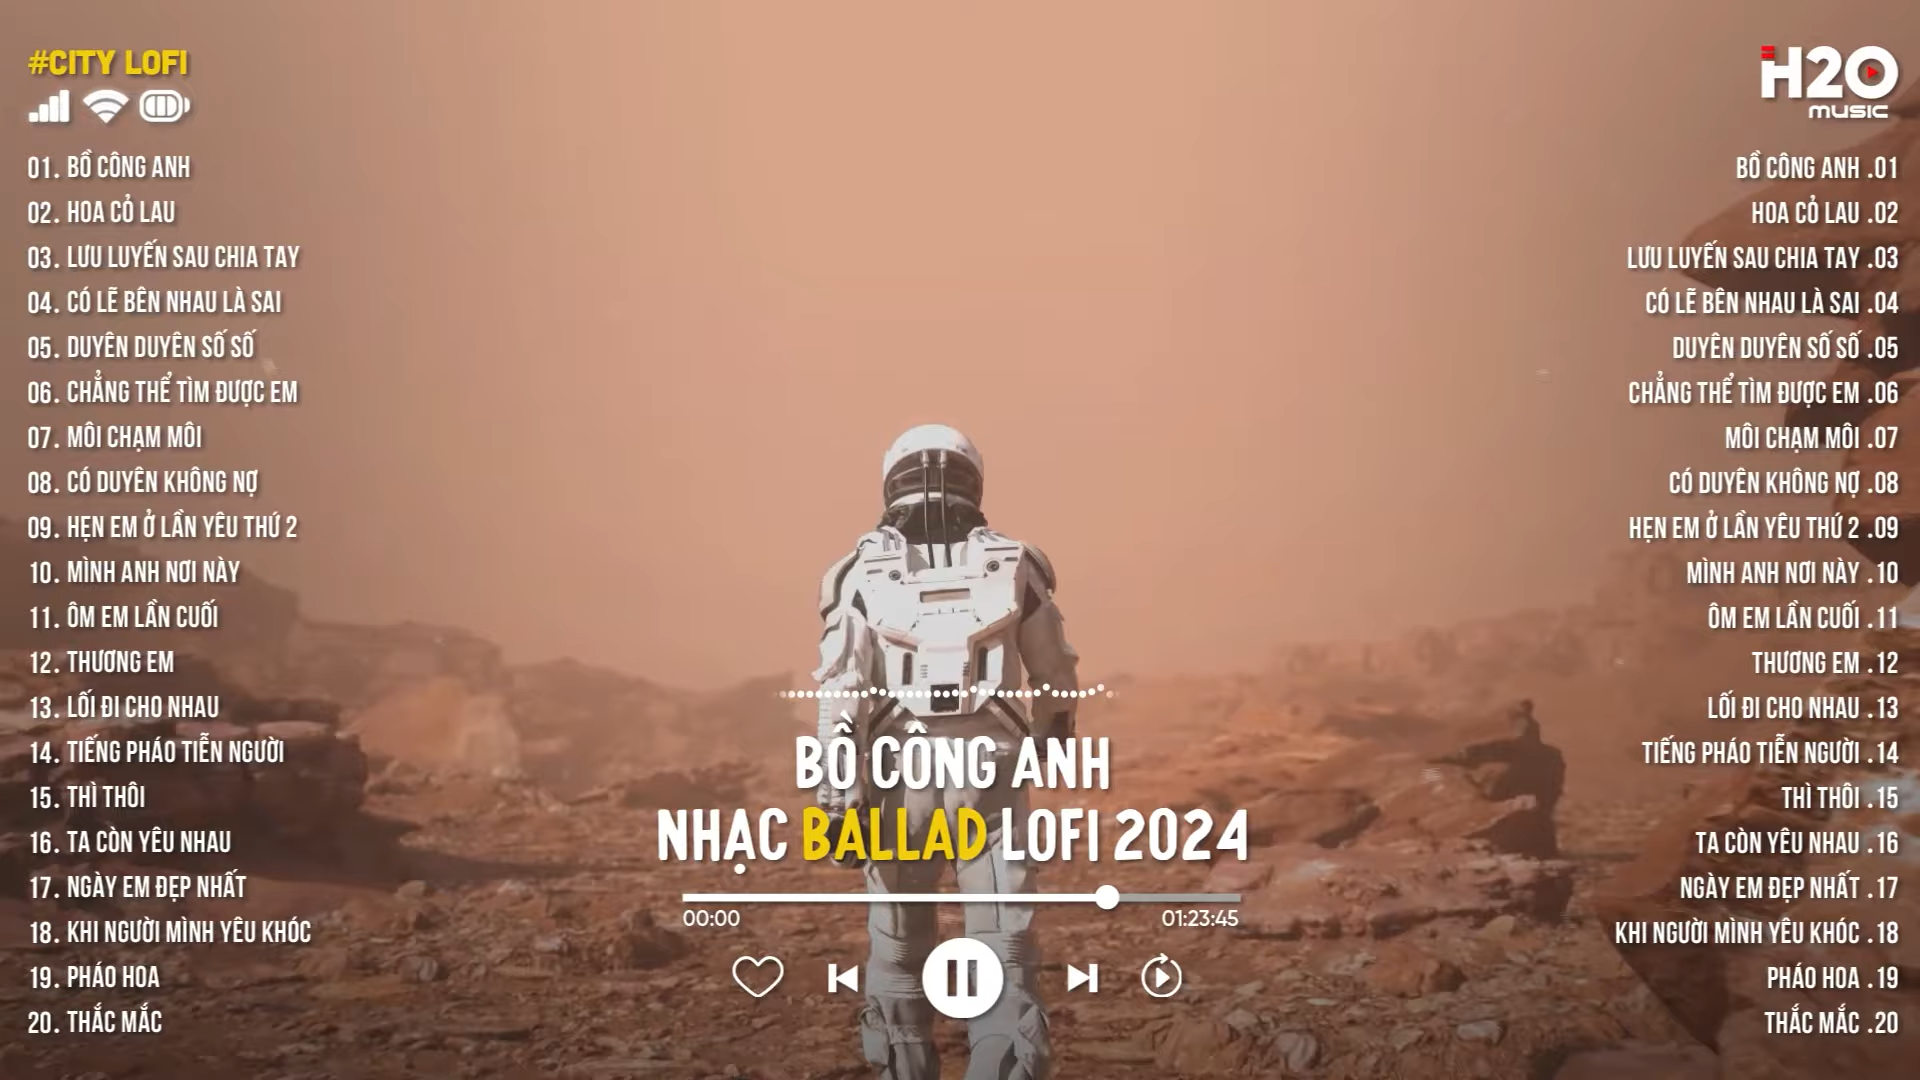 #CITY LOFI
H2O
MUSIC
01. BỒ CÔNG ANH
02. HOA CỎ LAU
03. LƯU LUYẾN SAU CHIA TAY
04. CÓ LẼ BÊN NHAU LÀ SAI
05. DUYÊN DUYÊN SỐ SỐ
06. CHẲNG THỂ TÌM ĐƯỢC EM
07. MÔI CHẠM MÔI
08. CÓ DUYÊN KHÔNG NỢ
09. HẸN EM Ở LẦN YÊU THỨ 2
10. MÌNH ANH NƠI NÀY
11. ÔM EM LẦN CUỐI
12. THƯƠNG EM
13. LỐI ĐI CHO NHAU
14. TIẾNG PHÁO TIỄN NGƯỜI
15. THÌ THÔI
16. TA CÒN YÊU NHAU
17. NGÀY EM ĐẸP NHẤT
18. KHI NGƯỜI MÌNH YÊU KHÓC
19. PHÁO HOA
20. THẮC MẮC
BỒ CÔNG ANH
NHẠC BALLAD LOFI 2024
00:00
01:23:45
BỒ CÔNG ANH .01
HOA CỎ LAU .02
LƯU LUYẾN SAU CHIA TAY .03
CÓ LẼ BÊN NHAU LÀ SAI .04
DUYÊN DUYÊN SỐ SỐ .05
CHẲNG THỂ TÌM ĐƯỢC EM .06
MÔI CHẠM MÔI .07
CÓ DUYÊN KHÔNG NỢ .08
HẸN EM Ở LẦN YÊU THỨ 2 .09
MÌNH ANH NƠI NÀY .10
ÔM EM LẦN CUỐI .11
THƯƠNG EM .12
LỐI ĐI CHO NHAU .13
TIẾNG PHÁO TIỄN NGƯỜI .14
THÌ THÔI .15
TA CÒN YÊU NHAU .16
NGÀY EM ĐẸP NHẤT .17
KHI NGƯỜI MÌNH YÊU KHÓC .18
PHÁO HOA .19
THẮC MẮC .20